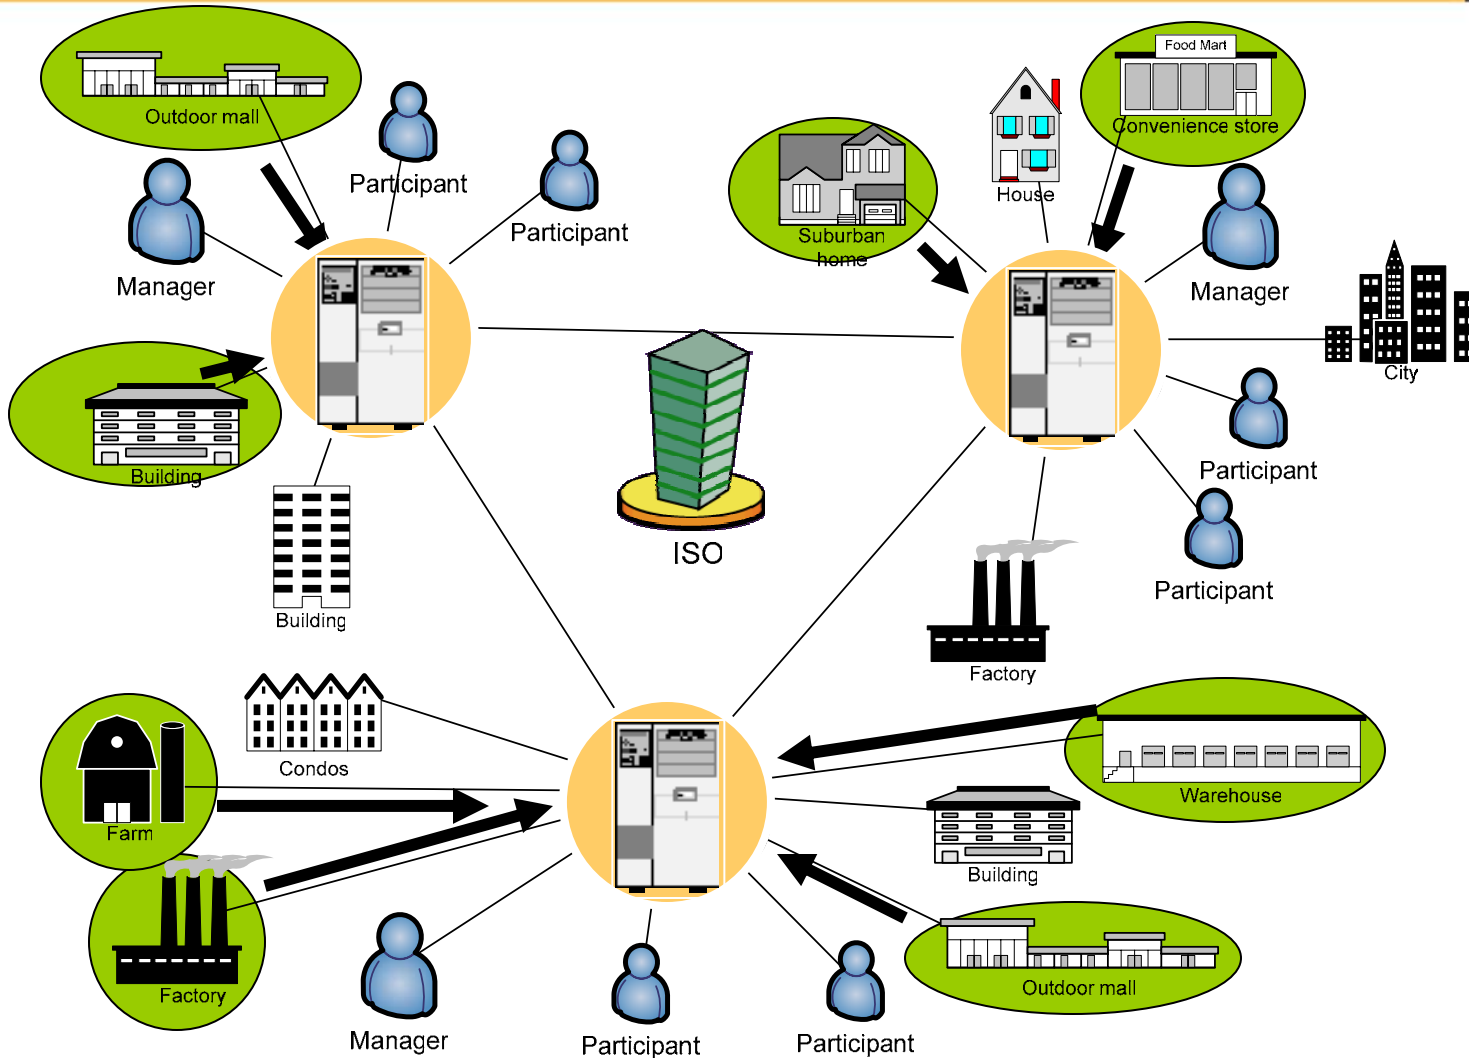 Food Mart
Outdoor mall
Convenience store
Participant
House
Participant
Suburban
home
Manager
Manager
City
Building
Participant
ISO
Participant
Building
Factory
Condos
Warehouse
Farm
Building
Factory
Outdoor mall
Manager
Participant
Participant